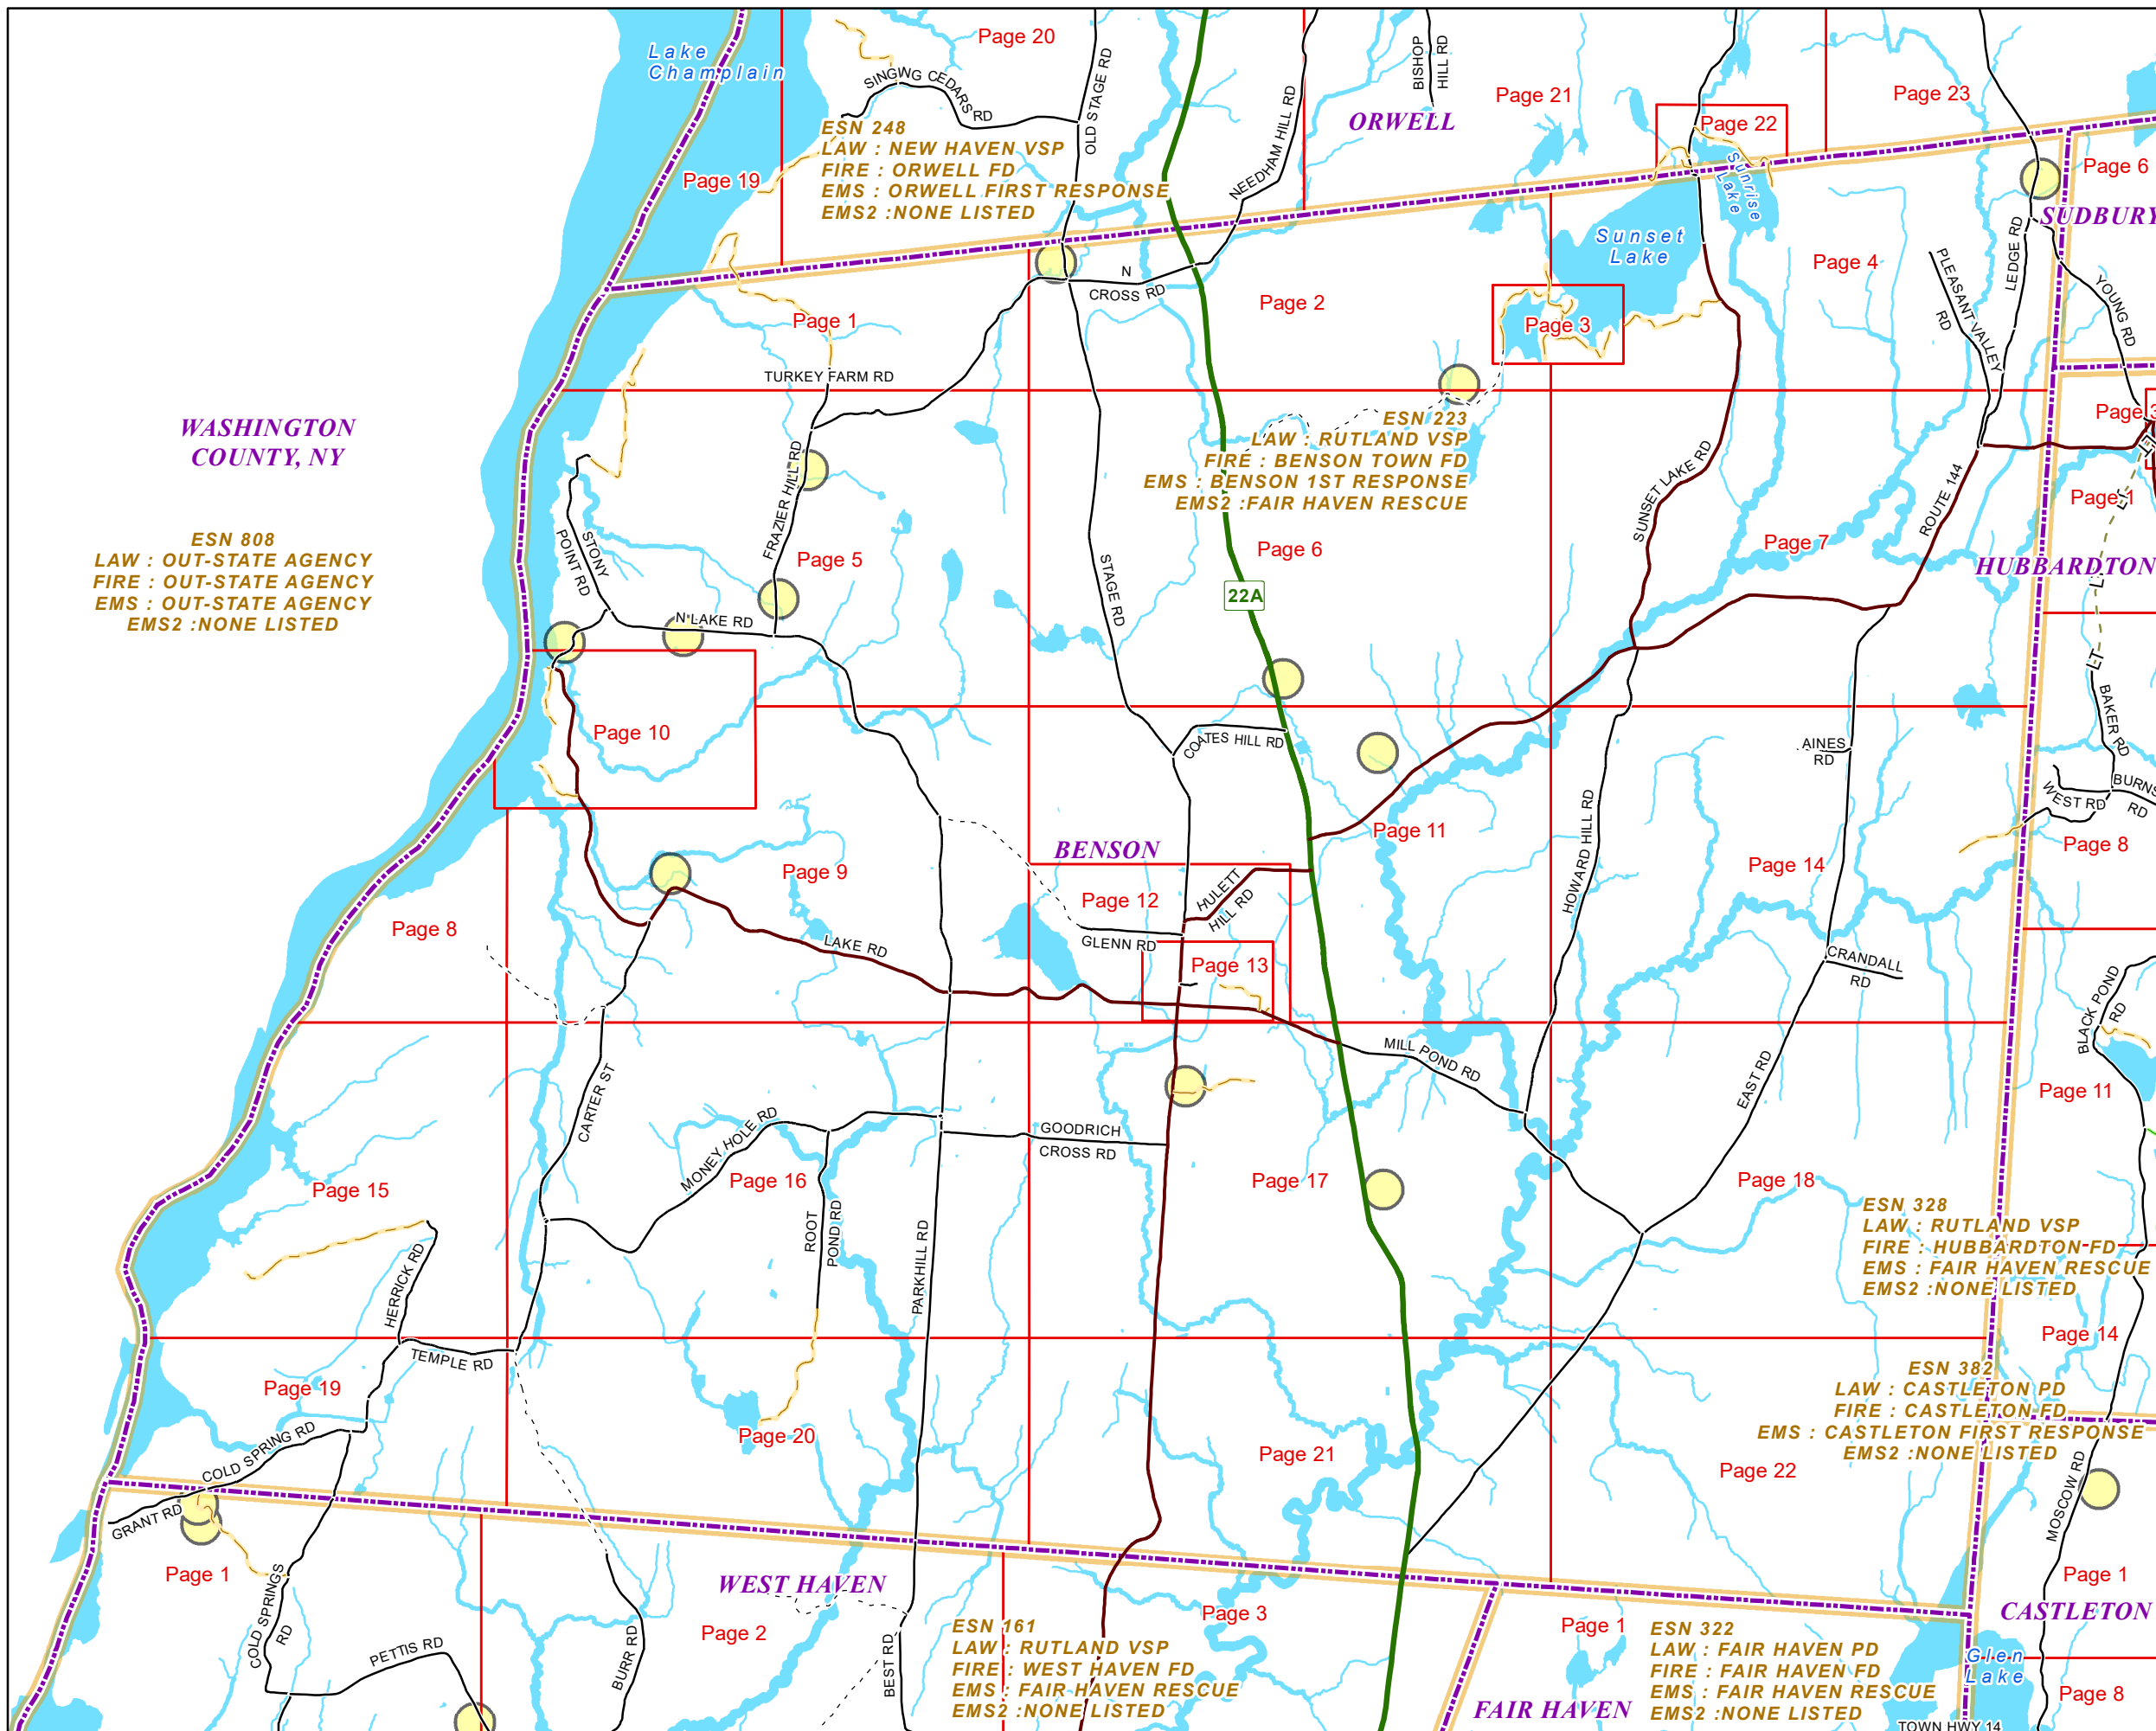 Page 20
Lake
Champlain
SINGING CEDARS RD
OLD STAGE RD
BISHOP
HILL RD
Page 21
Page 23
ESN 248
LAW : NEW HAVEN VSP
FIRE : ORWELL FD
EMS : ORWELL FIRST RESPONSE
EMS2 :NONE LISTED
NEEDHAM HILL RD
ORWELL
Page 22
Page 19
Sunrise
Lake
Page 6
SUDBURY
Sunset
Lake
Page 4
LEDGE RD
PLEASANT VALLEY
RD
YOUNG RD
N
CROSS RD
Page 2
Page 3
Page 1
TURKEY FARM RD
WASHINGTON
COUNTY, NY
ESN 223
LAW : RUTLAND VSP
FIRE : BENSON TOWN FD
EMS : BENSON 1ST RESPONSE
EMS2 :FAIR HAVEN RESCUE
Page 3
LT
SUNSET LAKE RD
ROUTE 144
Page 1
LT
FRAZIER HILL RD
ESN 808
LAW : OUT-STATE AGENCY
FIRE : OUT-STATE AGENCY
EMS : OUT-STATE AGENCY
EMS2 :NONE LISTED
STONY
POINT RD
Page 5
STAGE RD
Page 6
22A
Page 7
HUBBARDTON
N LAKE RD
LT
BAKER RD
Page 10
COATES HILL RD
AINES
RD
BURNS
RD
WEST RD
HOWARD HILL RD
Page 11
Page 8
BENSON
Page 9
Page 14
HULETT
HILL RD
Page 12
Page 8
LAKE RD
GLENN RD
Page 13
CRANDALL
RD
BLACK POND
RD
MILL POND RD
EAST RD
Page 11
CARTER ST
MONEY HOLE RD
GOODRICH
CROSS RD
Page 15
Page 16
Page 17
Page 18
ROOT
POND RD
PARKHILL RD
ESN 328
LAW : RUTLAND VSP
FIRE : HUBBARDTON FD
EMS : FAIR HAVEN RESCUE
EMS2 :NONE LISTED
HERRICK RD
TEMPLE RD
Page 14
Page 19
ESN 382
LAW : CASTLETON PD
FIRE : CASTLETON FD
EMS : CASTLETON FIRST RESPONSE
EMS2 :NONE LISTED
COLD SPRING RD
Page 20
Page 21
Page 22
MOSCOW RD
GRANT RD
Page 1
COLD SPRINGS
RD
WEST HAVEN
Page 2
PETTIS RD
BURR RD
BEST RD
ESN 161
LAW : RUTLAND VSP
FIRE : WEST HAVEN FD
EMS : FAIR HAVEN RESCUE
EMS2 :NONE LISTED
Page 3
Page 1
ESN 322
LAW : FAIR HAVEN PD
FIRE : FAIR HAVEN FD
EMS : FAIR HAVEN RESCUE
EMS2 :NONE LISTED
FAIR HAVEN
Page 1
CASTLETON
Glen
Lake
Page 8
TOWN HWY 14